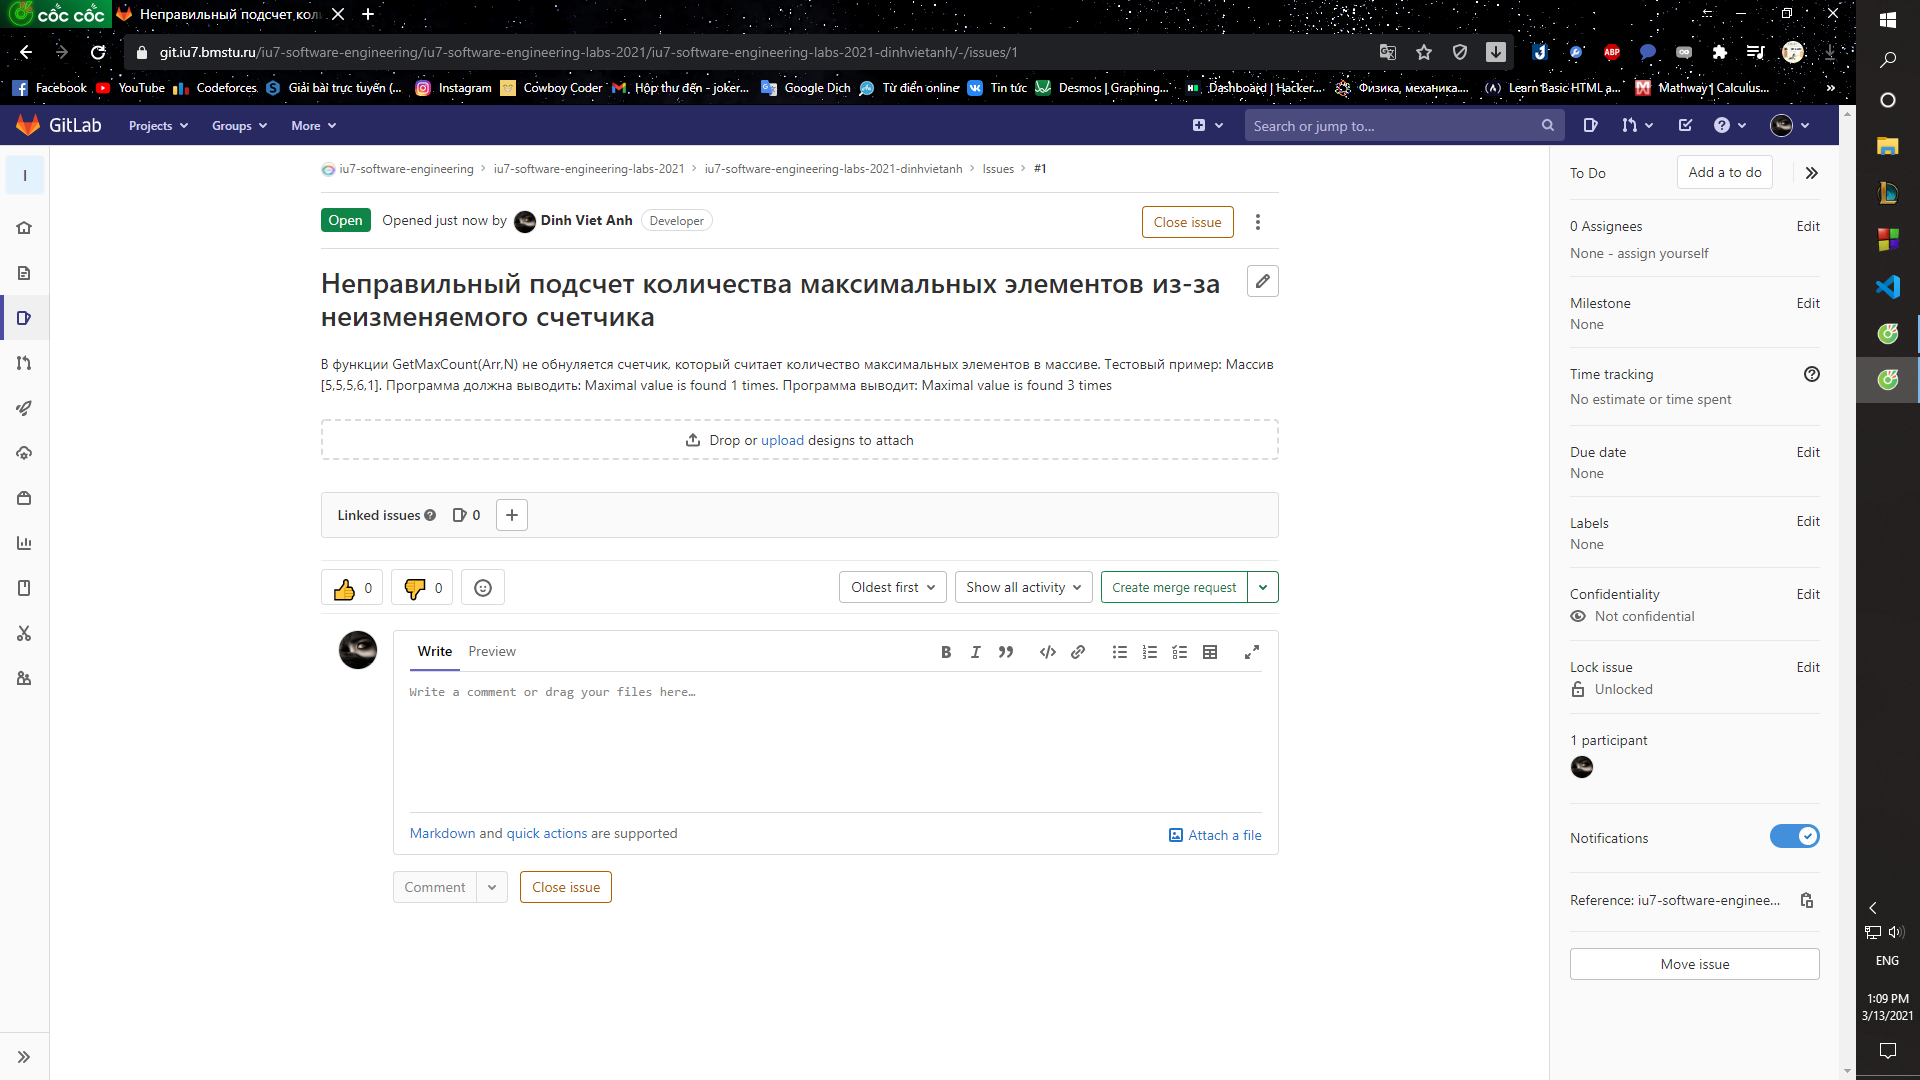 cốc cốc
Неправильный подсчет кол
git.iu7.bmstu.ru/iu7-software-engineering/iu7-software-engineering-labs-2021/iu7-software-engineering-labs-2021-dinhvietanh/-/issues/1
ABP
Facebook YouTube Codeforces Giải bài trực tuyến (... Instagram Cowboy Coder Hộp thư đến - joker... Google Dịch Từ điển online Tin tức Desmos | Graphing... Dashboard | Hacker... Физика, механика.... Learn Basic HTML a... Mathway | Calculus... »
GitLab Projects Groups More Search or jump to...
I
iu7-software-engineering › iu7-software-engineering-labs-2021 › iu7-software-engineering-labs-2021-dinhvietanh › Issues › #1
Open Opened just now by Dinh Viet Anh Developer Close issue
Неправильный подсчет количества максимальных элементов из-за
неизменяемого счетчика
В функции GetMaxCount(Arr,N) не обнуляется счетчик, который считает количество максимальных элементов в массиве. Тестовый пример: Массив
[5,5,5,6,1]. Программа должна выводить: Maximal value is found 1 times. Программа выводит: Maximal value is found 3 times
Drop or upload designs to attach
Linked issues 0
0 0 Oldest first Show all activity Create merge request
Write Preview
Write a comment or drag your files here…
Markdown and quick actions are supported Attach a file
Comment Close issue
To Do Add a to do
0 Assignees Edit
None - assign yourself
Milestone Edit
None
Time tracking
No estimate or time spent
Due date Edit
None
Labels Edit
None
Confidentiality Edit
Not confidential
Lock issue Edit
Unlocked
1 participant
Notifications
Reference: iu7-software-enginee...
Move issue
ENG
1:09 PM
3/13/2021